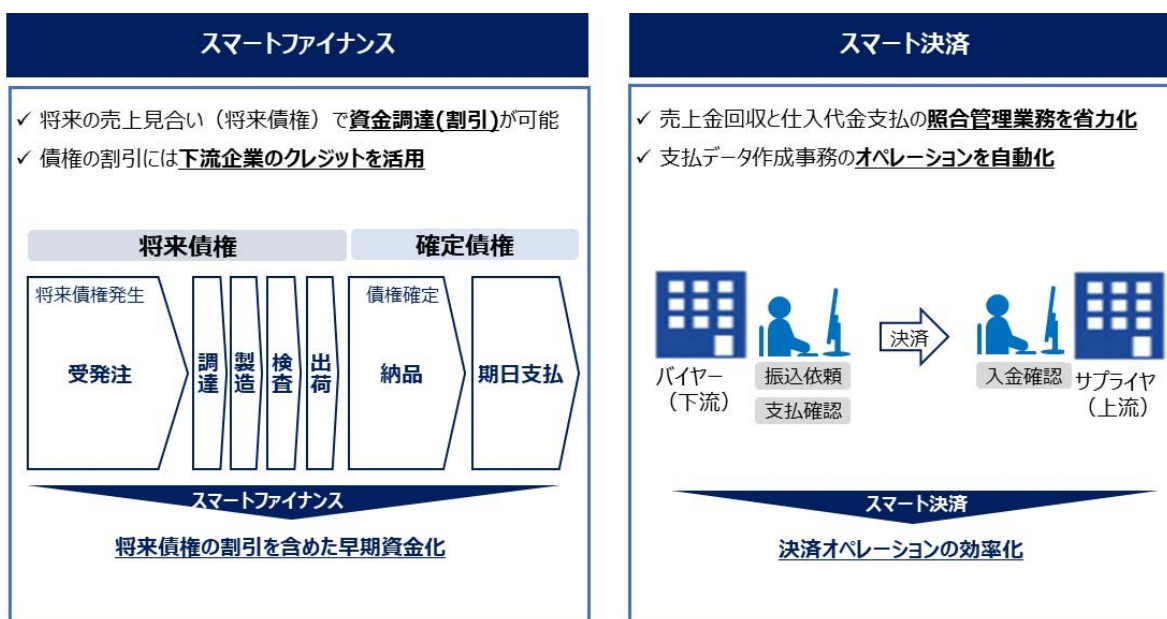 スマートファイナンス
✓ 将来の売上見合い（将来債権）で資金調達(割引)が可能
✓ 債権の割引には下流企業のクレジットを活用
将来債権
確定債権
将来債権発生
受発注
調達
製造
検査
出荷
債権確定
納品
期日支払
スマートファイナンス
将来債権の割引を含めた早期資金化
スマート決済
✓ 売上金回収と仕入代金支払の照合管理業務を省力化
✓ 支払データ作成事務のオペレーションを自動化
バイヤー
（下流）
振込依頼
支払確認
決済
入金確認
サプライヤ
（上流）
スマート決済
決済オペレーションの効率化